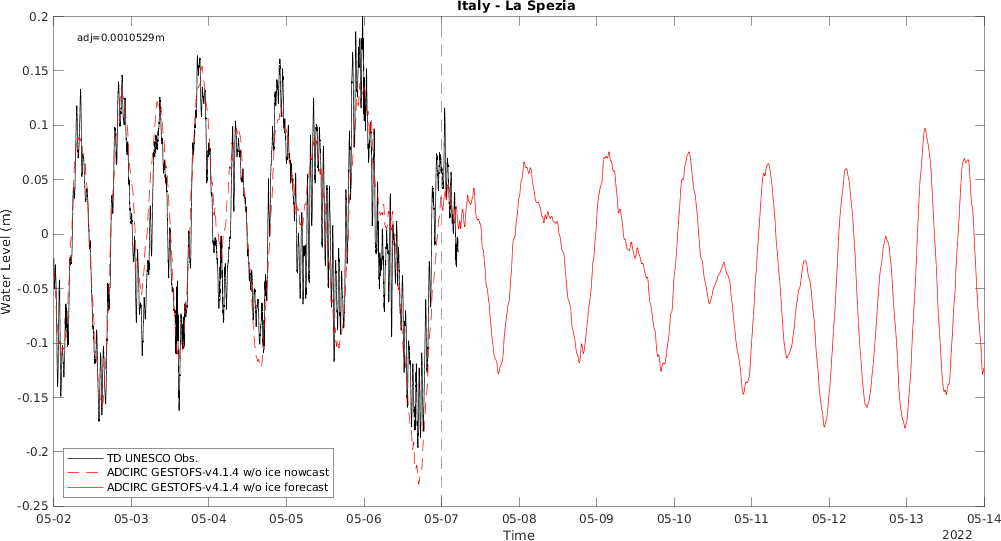 Italy - La Spezia
adj=0.0010529m
0.2
0.15
0.1
0.05
0
-0.05
-0.1
-0.15
-0.2
-0.25
Water Level (m)
TD UNESCO Obs.
ADCIRC GESTOFS-v4.1.4 w/o ice nowcast
ADCIRC GESTOFS-v4.1.4 w/o ice forecast
05-02 05-03 05-04 05-05 05-06 05-07 05-08 05-09 05-10 05-11 05-12 05-13 05-14
Time
2022